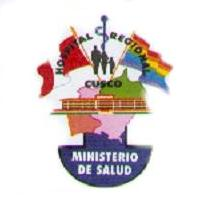 HOSPITAL REGIONAL
CUSCO
MINISTERIO
DE SALUD